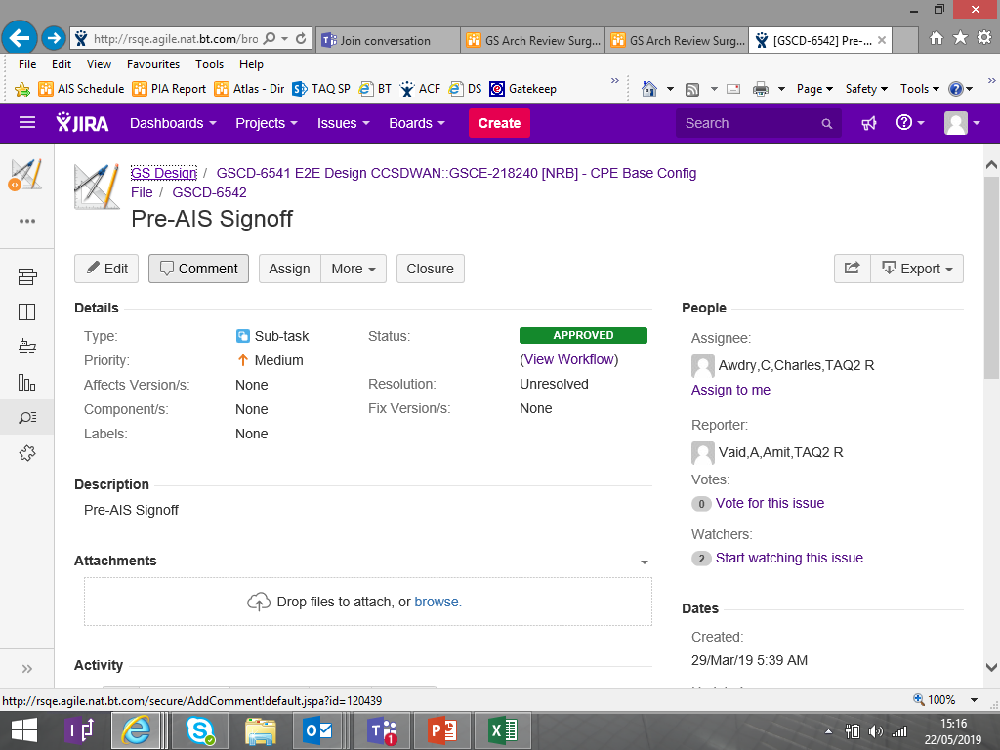 http://rsqe.agile.nat.bt.com/bro
Join conversation
GS Arch Review Surg...
GS Arch Review Surg...
[GSCD-6542] Pre-...
File Edit View Favourites Tools Help
AIS Schedule PIA Report Atlas - Dir TAQ SP BT ACF DS Gatekeep
Page Safety Tools
JIRA Dashboards Projects Issues Boards Create Search
GS Design / GSCD-6541 E2E Design CCSDWAN::GSCE-218240 [NRB] - CPE Base Config
File / GSCD-6542
Pre-AIS Signoff
Edit Comment Assign More Closure Export
Details
Type: Sub-task
Priority: Medium
Affects Version/s: None
Component/s: None
Labels: None
Status: APPROVED
(View Workflow)
Resolution: Unresolved
Fix Version/s: None
Description
Pre-AIS Signoff
Attachments
Drop files to attach, or browse.
Activity
People
Assignee:
Awdry,C,Charles,TAQ2 R
Assign to me
Reporter:
Vaid,A,Amit,TAQ2 R
Votes:
0 Vote for this issue
Watchers:
2 Start watching this issue
Dates
Created:
29/Mar/19 5:39 AM
http://rsqe.agile.nat.bt.com/secure/AddComment!default.jspa?id=120439
100%
1
15:16
22/05/2019